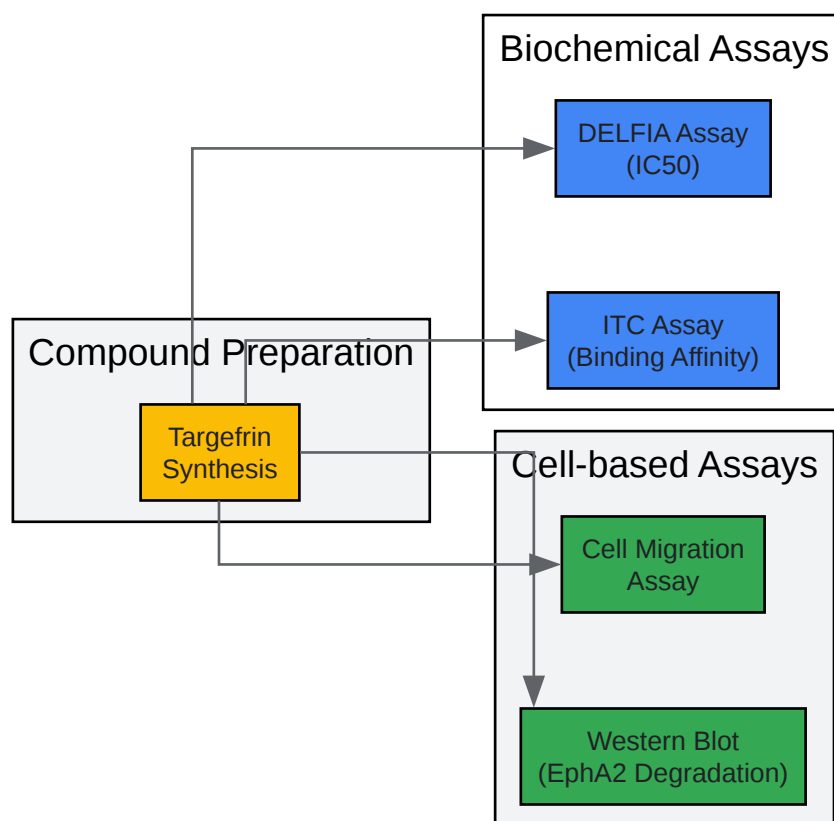 Biochemical Assays
DELFIA Assay
(IC50)
ITC Assay
(Binding Affinity)
Compound Preparation
Targefrin
Synthesis
Cell-based Assays
Cell Migration
Assay
Western Blot
(EphA2 Degradation)